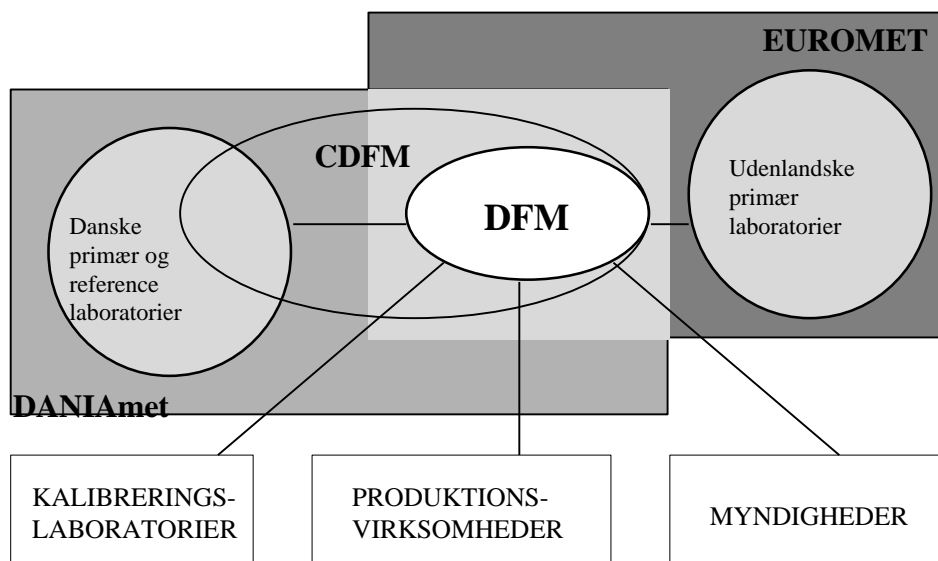 EUROMET
CDFM
DFM
Udenlandske
primær
laboratorier
Danske
primær og
reference
laboratorier
DANIAmet
KALIBRERINGS-
LABORATORIER
PRODUKTIONS-
VIRKSOMHEDER
MYNDIGHEDER